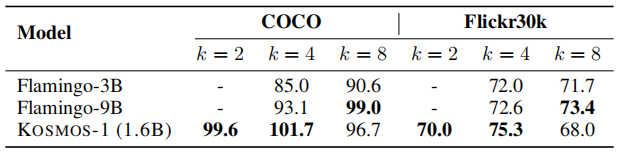 Model COCO Flickr30k
k = 2 k = 4 k = 8 k = 2 k = 4 k = 8
Flamingo-3B - 85.0 90.6 - 72.0 71.7
Flamingo-9B - 93.1 99.0 - 72.6 73.4
KOSMOS-1 (1.6B) 99.6 101.7 96.7 70.0 75.3 68.0